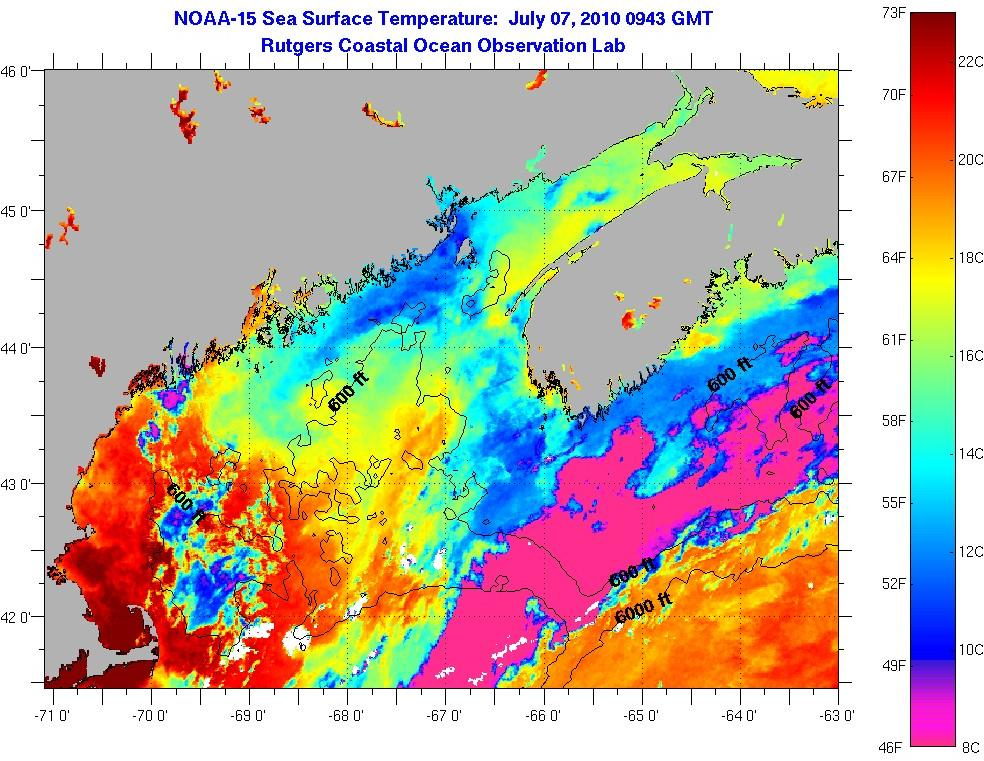 NOAA-15 Sea Surface Temperature: July 07, 2010 0943 GMT
Rutgers Coastal Ocean Observation Lab
46 0'
45 0'
44 0'
43 0'
42 0'
-71 0' -70 0' -69 0' -68 0' -67 0' -66 0' -65 0' -64 0' -63 0'
600 ft
600 ft
600 ft
600 ft
600 ft
6000 ft
73F
22C
70F
20C
67F
64F 18C
61F
16C
58F
14C
55F
12C
52F
10C
49F
46F 8C